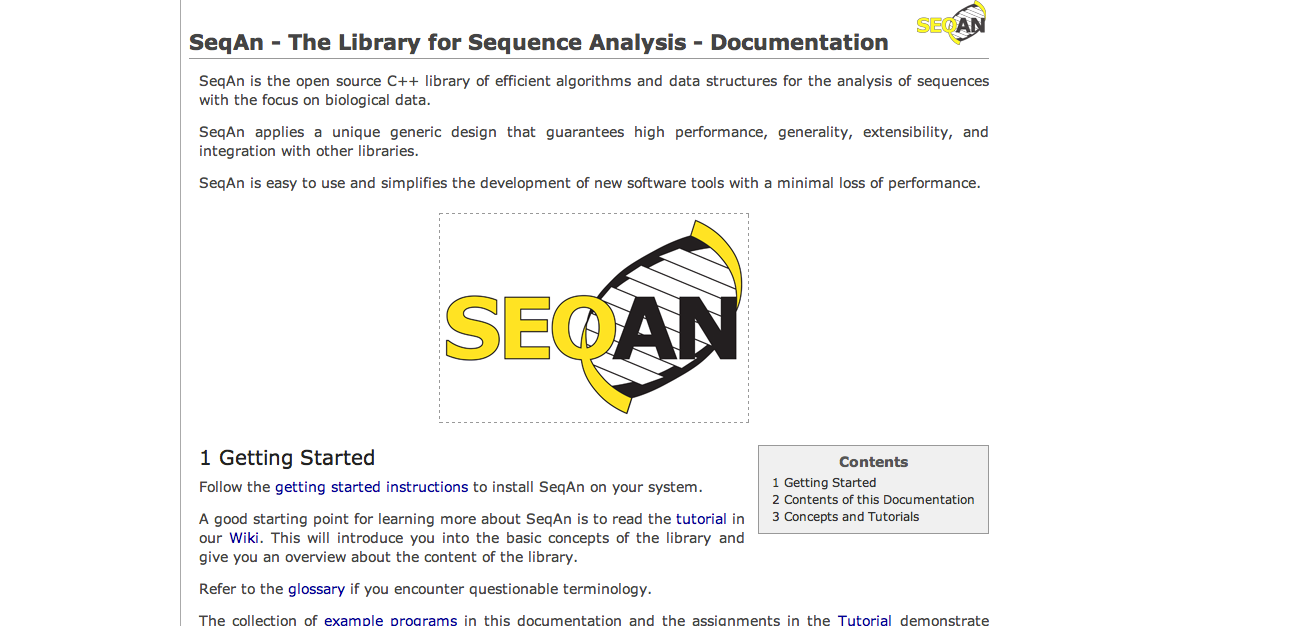 SEQAN
SeqAn - The Library for Sequence Analysis - Documentation
SeqAn is the open source C++ library of efficient algorithms and data structures for the analysis of sequences
with the focus on biological data.
SeqAn applies a unique generic design that guarantees high performance, generality, extensibility, and
integration with other libraries.
SeqAn is easy to use and simplifies the development of new software tools with a minimal loss of performance.
SEQAN
1 Getting Started
Follow the getting started instructions to install SeqAn on your system.
A good starting point for learning more about SeqAn is to read the tutorial in
our Wiki. This will introduce you into the basic concepts of the library and
give you an overview about the content of the library.
Refer to the glossary if you encounter questionable terminology.
The collection of example programs in this documentation and the assignments in the Tutorial demonstrate
Contents
1 Getting Started
2 Contents of this Documentation
3 Concepts and Tutorials